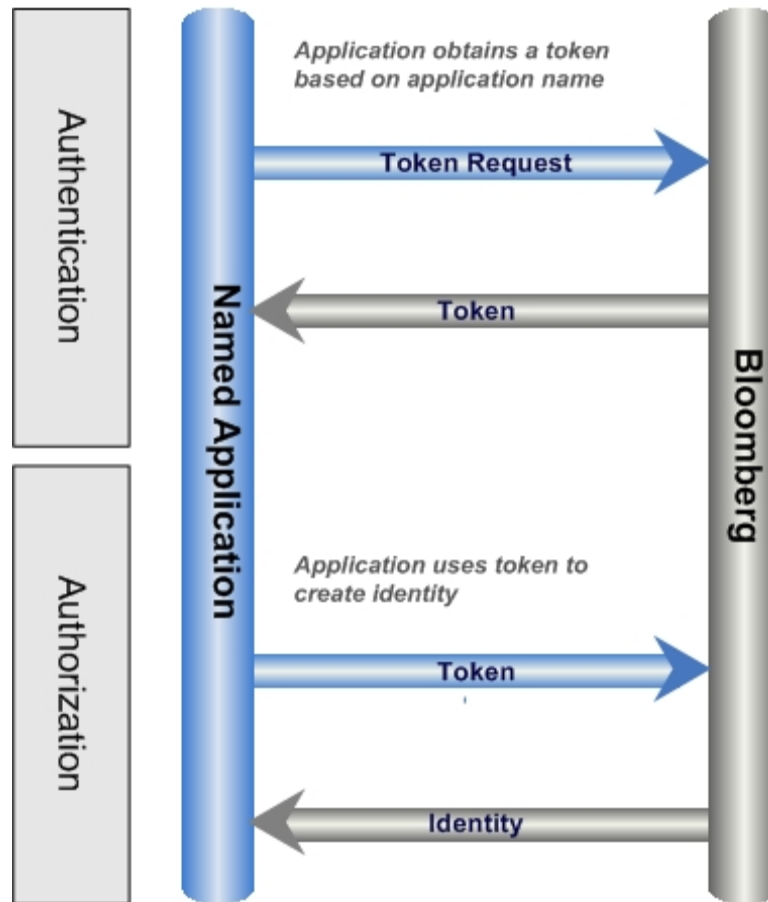 Authentication
Application obtains a token
based on application name
Token Request
Token
Named Application
Bloomberg
Authorization
Application uses token to
create identity
Token
Identity